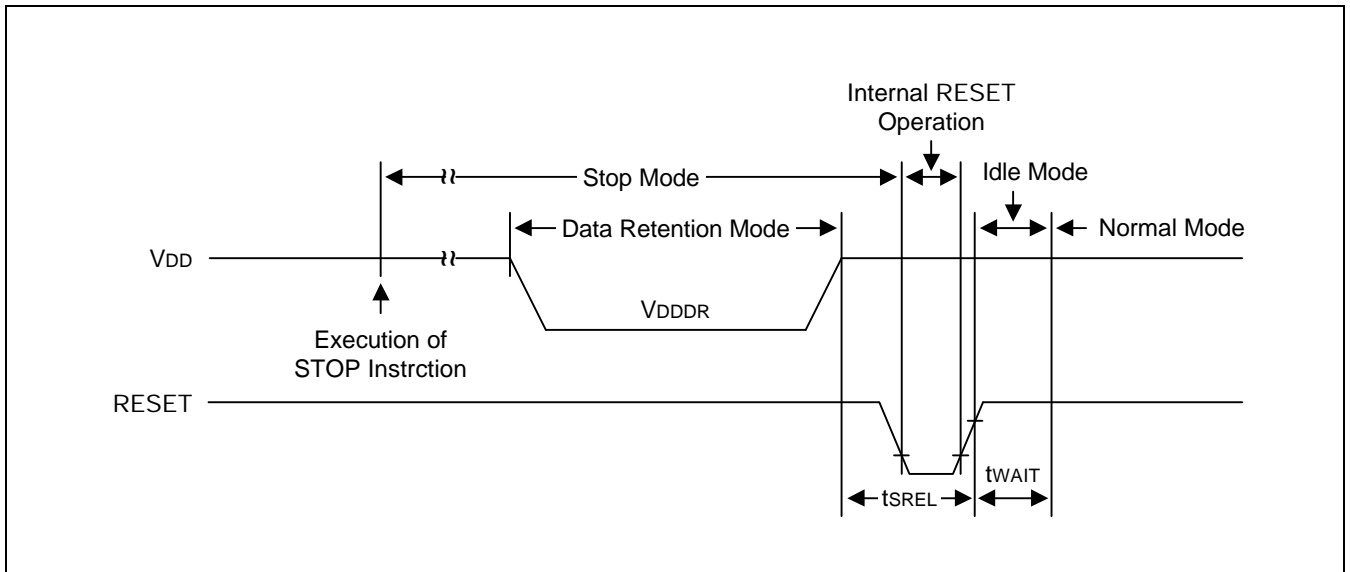 Internal RESET
Operation
Stop Mode
Idle Mode
Data Retention Mode
Normal Mode
VDD
VDDDR
Execution of
STOP Instrction
RESET
tSREL
tWAIT